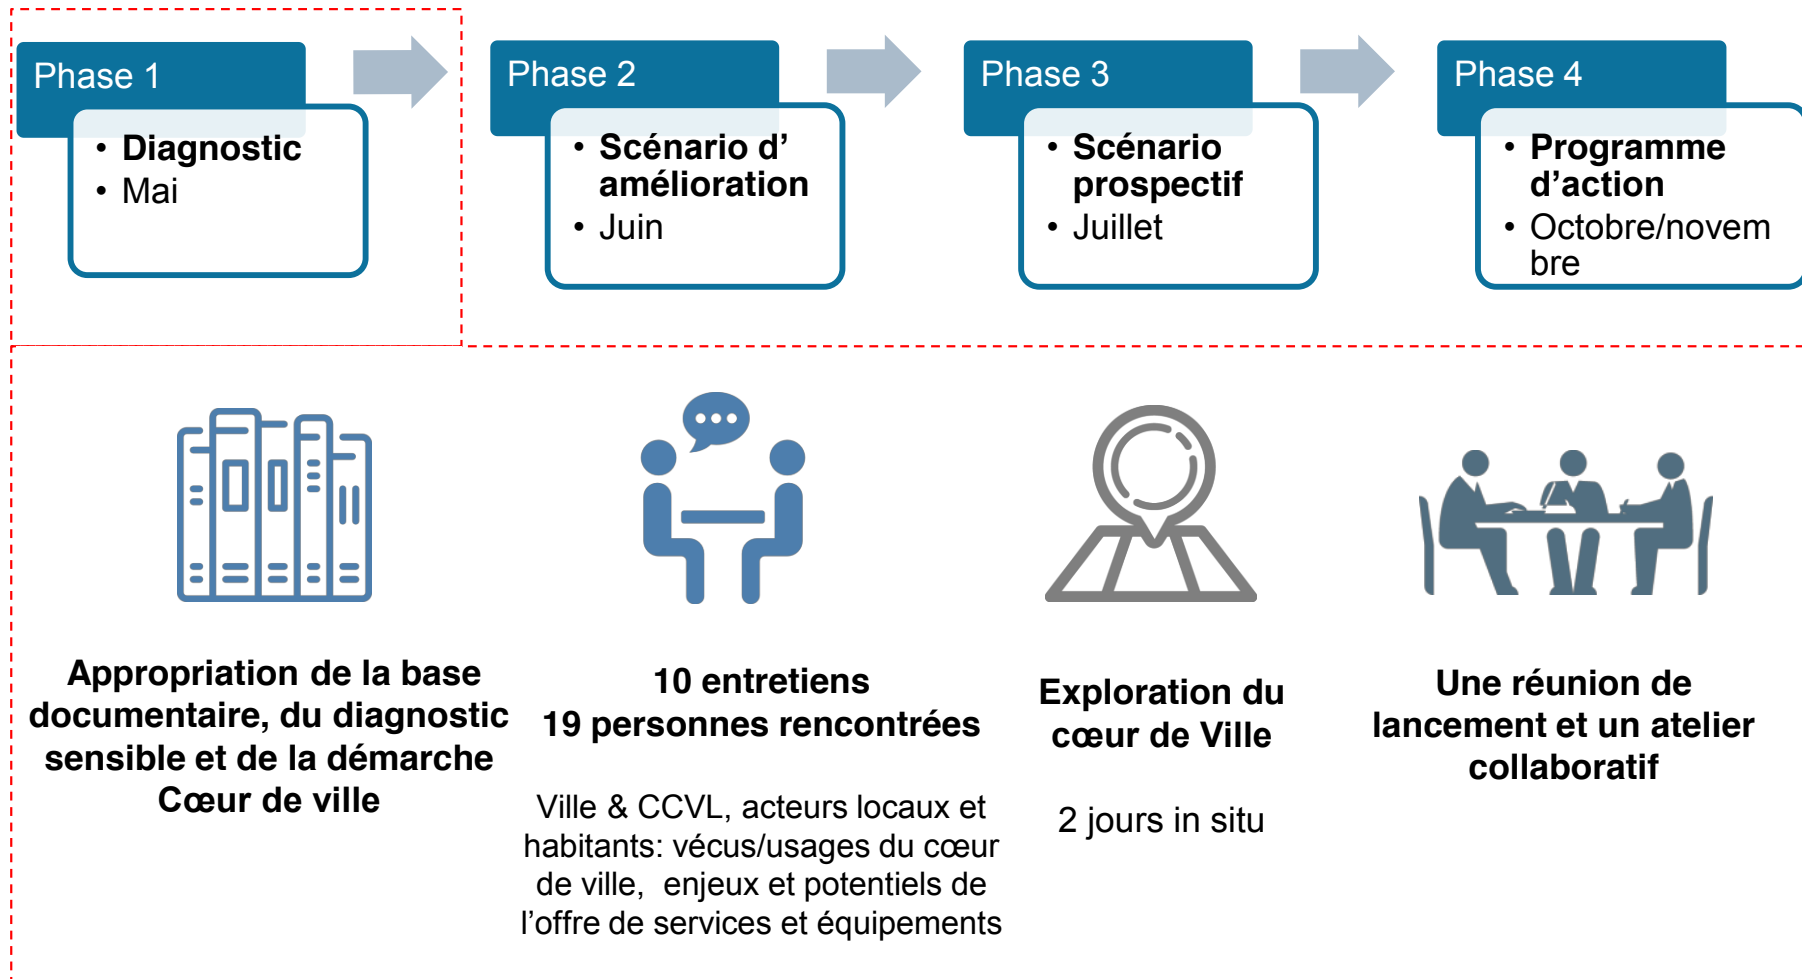 Phase 1
• Diagnostic
• Mai
Phase 2
• Scénario d’
amélioration
• Juin
Phase 3
• Scénario
prospectif
• Juillet
Phase 4
• Programme
d’action
• Octobre/novem
bre
Appropriation de la base
documentaire, du diagnostic
sensible et de la démarche
Cœur de ville
10 entretiens
19 personnes rencontrées
Ville & CCVL, acteurs locaux et
habitants: vécus/usages du cœur
de ville, enjeux et potentiels de
l’offre de services et équipements
Exploration du
cœur de Ville
2 jours in situ
Une réunion de
lancement et un atelier
collaboratif